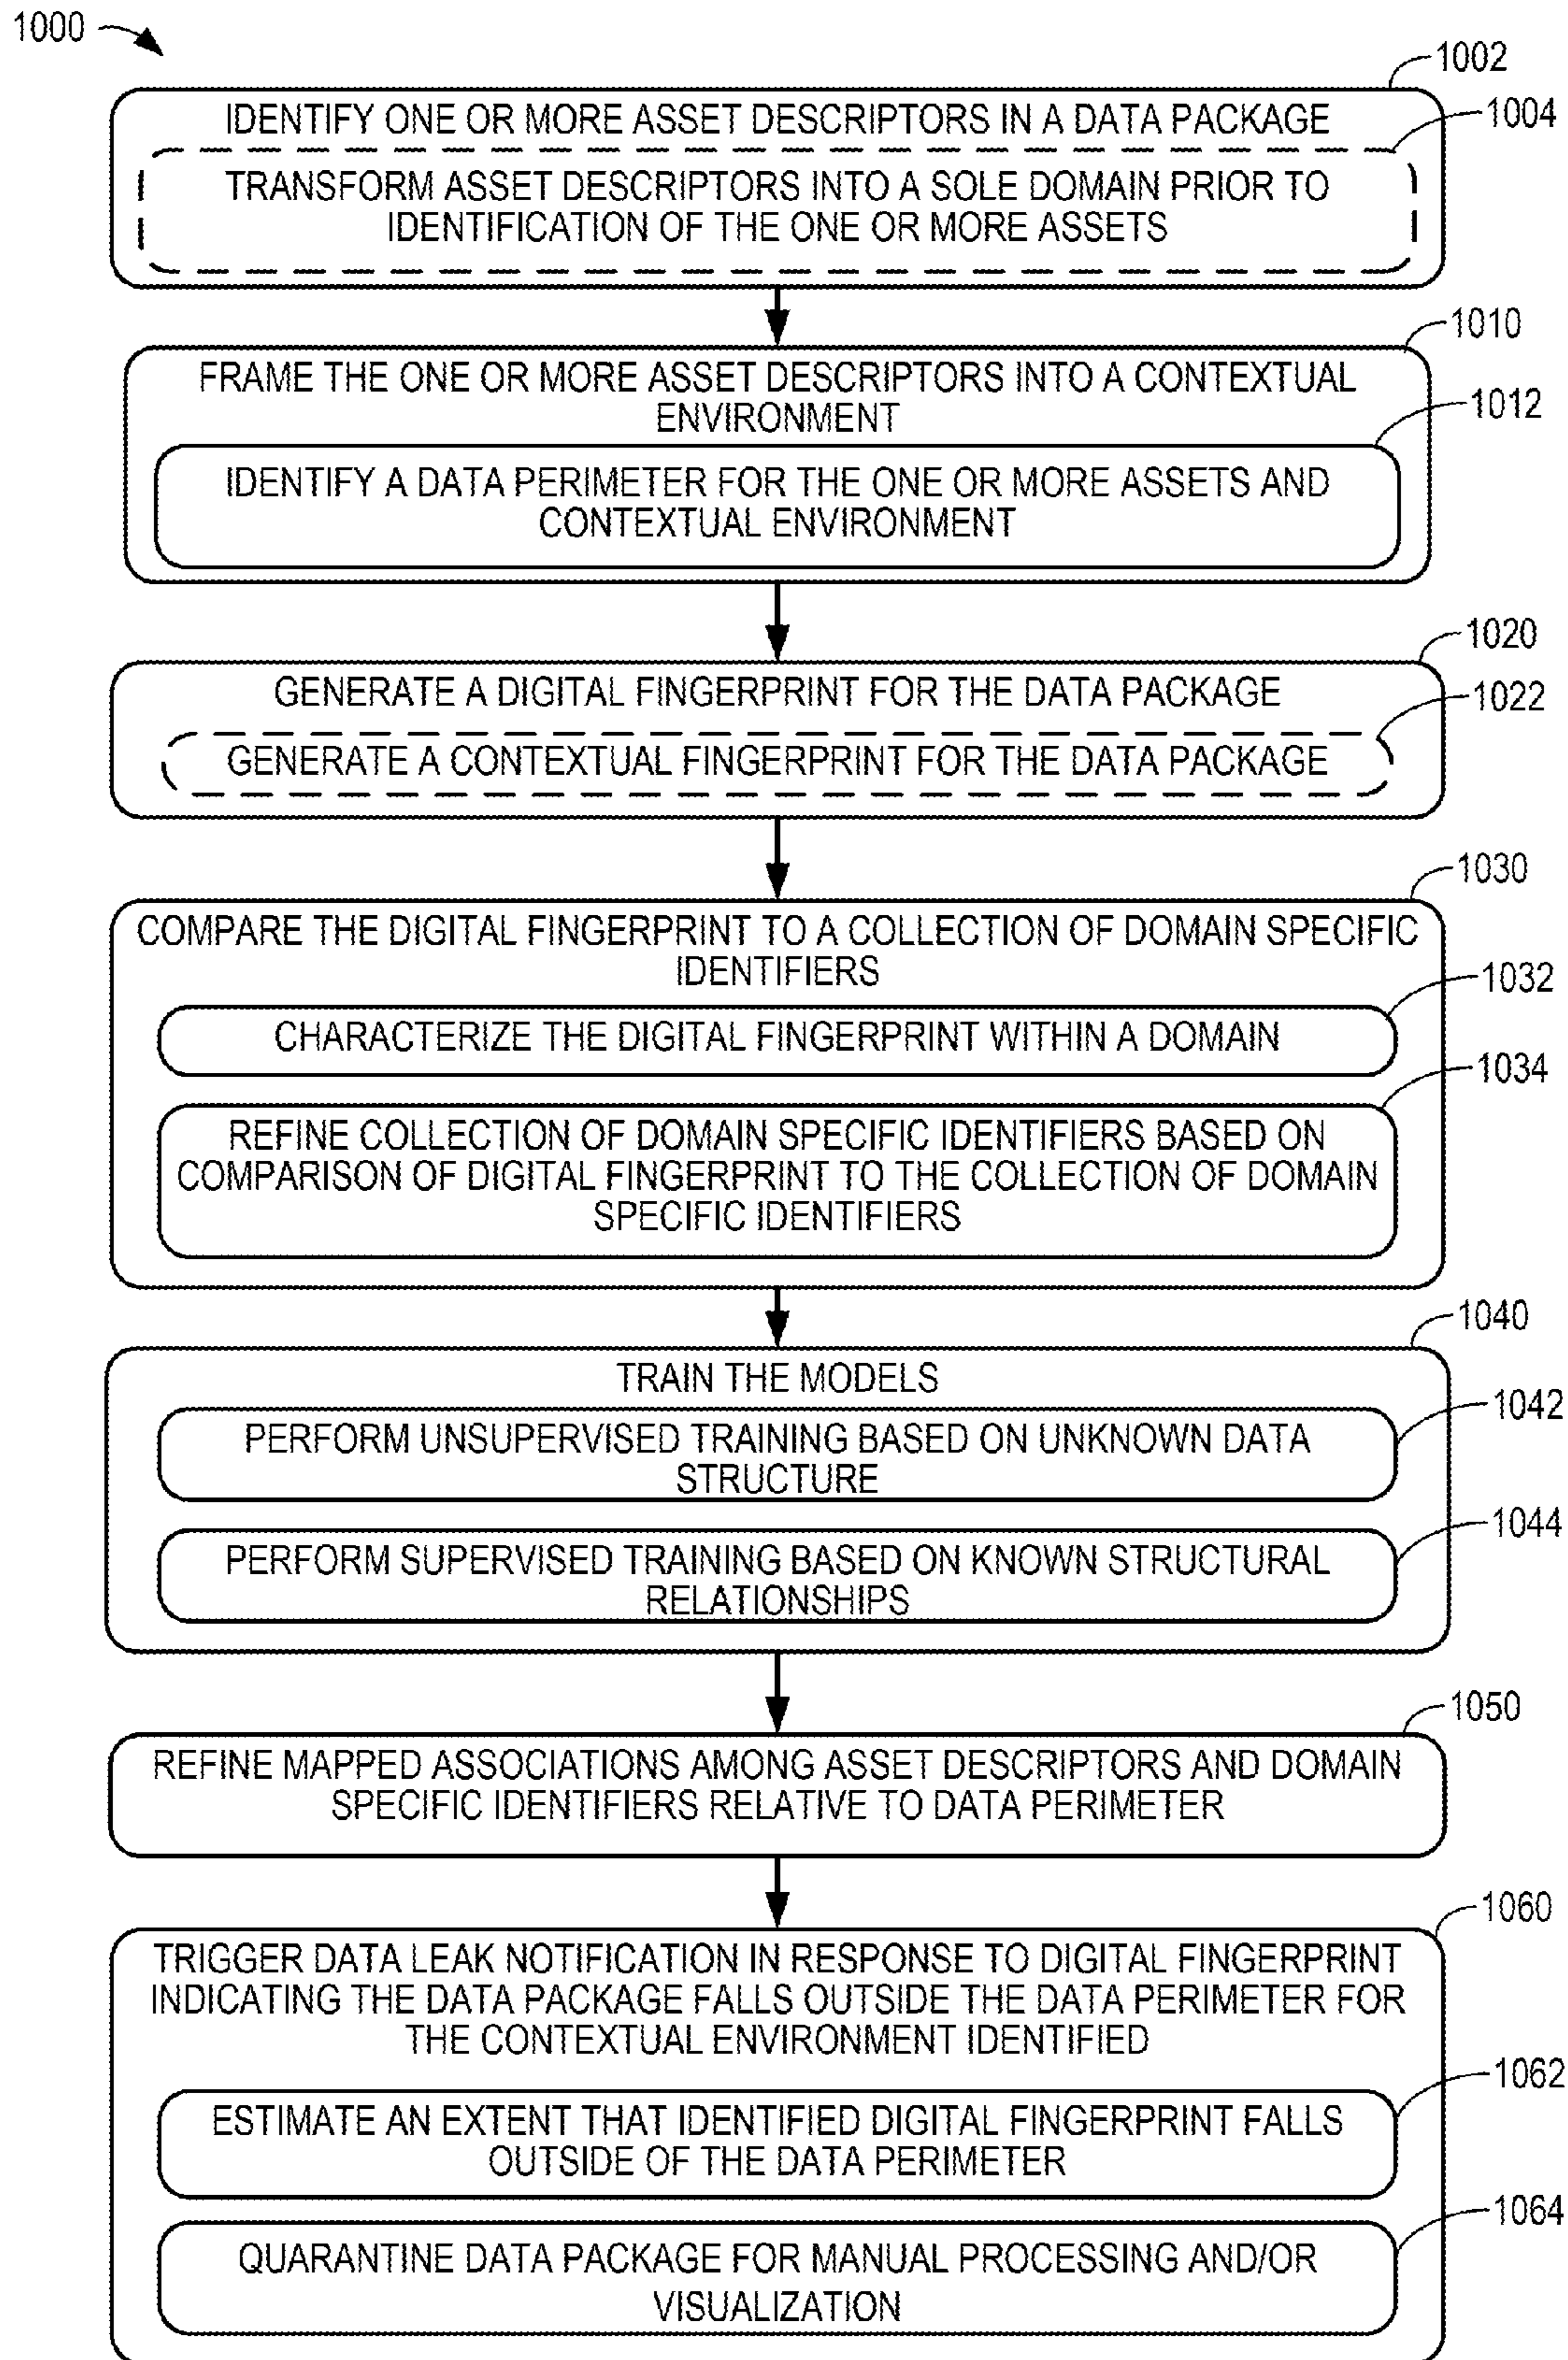 1000
1002
IDENTIFY ONE OR MORE ASSET DESCRIPTORS IN A DATA PACKAGE
1004
TRANSFORM ASSET DESCRIPTORS INTO A SOLE DOMAIN PRIOR TO
IDENTIFICATION OF THE ONE OR MORE ASSETS
1010
FRAME THE ONE OR MORE ASSET DESCRIPTORS INTO A CONTEXTUAL
ENVIRONMENT
1012
IDENTIFY A DATA PERIMETER FOR THE ONE OR MORE ASSETS AND
CONTEXTUAL ENVIRONMENT
1020
GENERATE A DIGITAL FINGERPRINT FOR THE DATA PACKAGE
1022
GENERATE A CONTEXTUAL FINGERPRINT FOR THE DATA PACKAGE
1030
COMPARE THE DIGITAL FINGERPRINT TO A COLLECTION OF DOMAIN SPECIFIC
IDENTIFIERS
1032
CHARACTERIZE THE DIGITAL FINGERPRINT WITHIN A DOMAIN
1034
REFINE COLLECTION OF DOMAIN SPECIFIC IDENTIFIERS BASED ON
COMPARISON OF DIGITAL FINGERPRINT TO THE COLLECTION OF DOMAIN
SPECIFIC IDENTIFIERS
1040
TRAIN THE MODELS
1042
PERFORM UNSUPERVISED TRAINING BASED ON UNKNOWN DATA
STRUCTURE
1044
PERFORM SUPERVISED TRAINING BASED ON KNOWN STRUCTURAL
RELATIONSHIPS
1050
REFINE MAPPED ASSOCIATIONS AMONG ASSET DESCRIPTORS AND DOMAIN
SPECIFIC IDENTIFIERS RELATIVE TO DATA PERIMETER
1060
TRIGGER DATA LEAK NOTIFICATION IN RESPONSE TO DIGITAL FINGERPRINT
INDICATING THE DATA PACKAGE FALLS OUTSIDE THE DATA PERIMETER FOR
THE CONTEXTUAL ENVIRONMENT IDENTIFIED
1062
ESTIMATE AN EXTENT THAT IDENTIFIED DIGITAL FINGERPRINT FALLS
OUTSIDE OF THE DATA PERIMETER
1064
QUARANTINE DATA PACKAGE FOR MANUAL PROCESSING AND/OR
VISUALIZATION